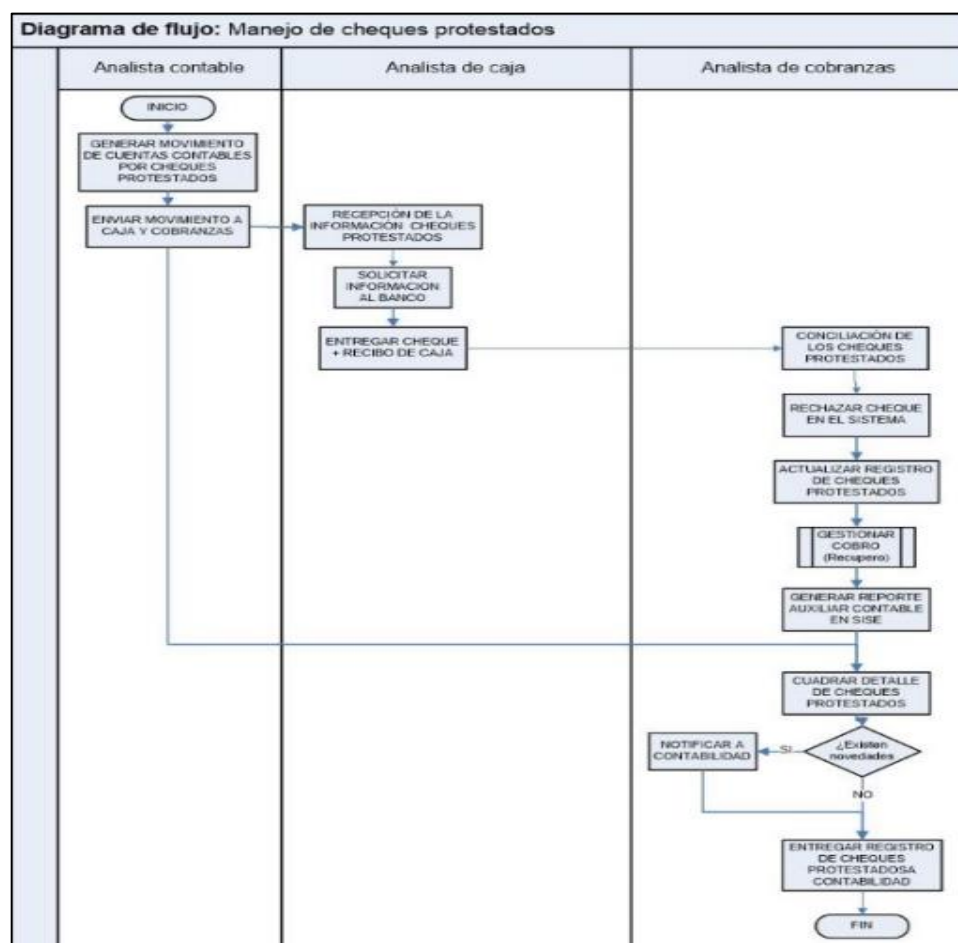 Diagrama de flujo: Manejo de cheques protestados
Analista contable
Analista de caja
Analista de cobranzas
INICIO
GENERAR MOVIMIENTO
DE CUENTAS CONTABLES
POR CHEQUES
PROTESTADOS
ENVIAR MOVIMIENTO A
CAJA Y COBRANZAS
RECEPCIÓN DE LA
INFORMACIÓN CHEQUES
PROTESTADOS
SOLICITAR
INFORMACION
AL BANCO
ENTREGAR CHEQUE
+ RECIBO DE CAJA
CONCILIACIÓN DE
LOS CHEQUES
PROTESTADOS
RECHAZAR CHEQUE
EN EL SISTEMA
ACTUALIZAR REGISTRO
DE CHEQUES
PROTESTADOS
GESTIONAR
COBRO
(Recupero)
GENERAR REPORTE
AUXILIAR CONTABLE
EN SISE
CUADRAR DETALLE
DE CHEQUES
PROTESTADOS
¿Existen
novedades
SI
NOTIFICAR A
CONTABILIDAD
NO
ENTREGAR REGISTRO
DE CHEQUES
PROTESTADOSA
CONTABILIDAD
FIN